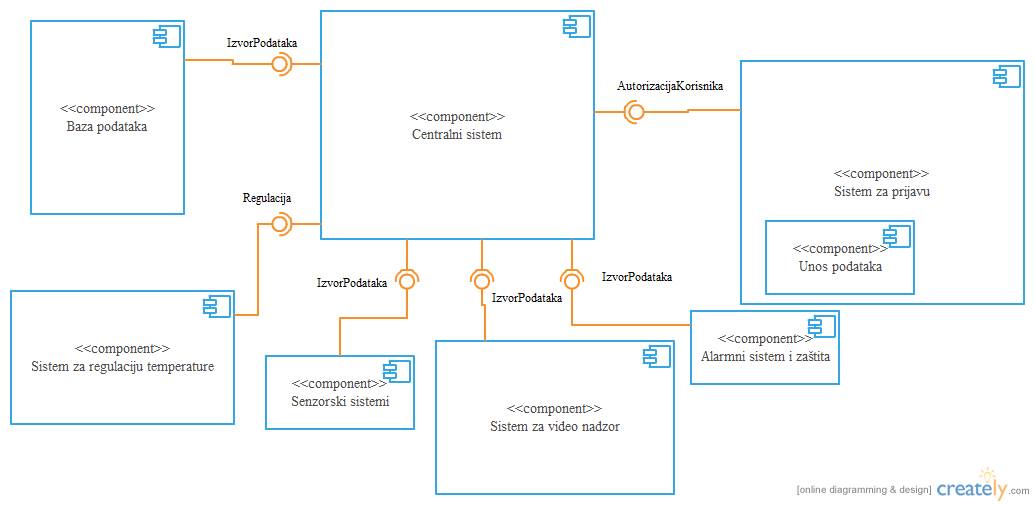 IzvorPodataka
<<component>>
Baza podataka
<<component>>
Centralni sistem
AutorizacijaKorisnika
<<component>>
Sistem za prijavu
<<component>>
Unos podataka
Regulacija
IzvorPodataka
IzvorPodataka
IzvorPodataka
<<component>>
Sistem za regulaciju temperature
<<component>>
Senzorski sistemi
<<component>>
Sistem za video nadzor
<<component>>
Alarmni sistem i zaštita
[online diagramming & design] creately.com